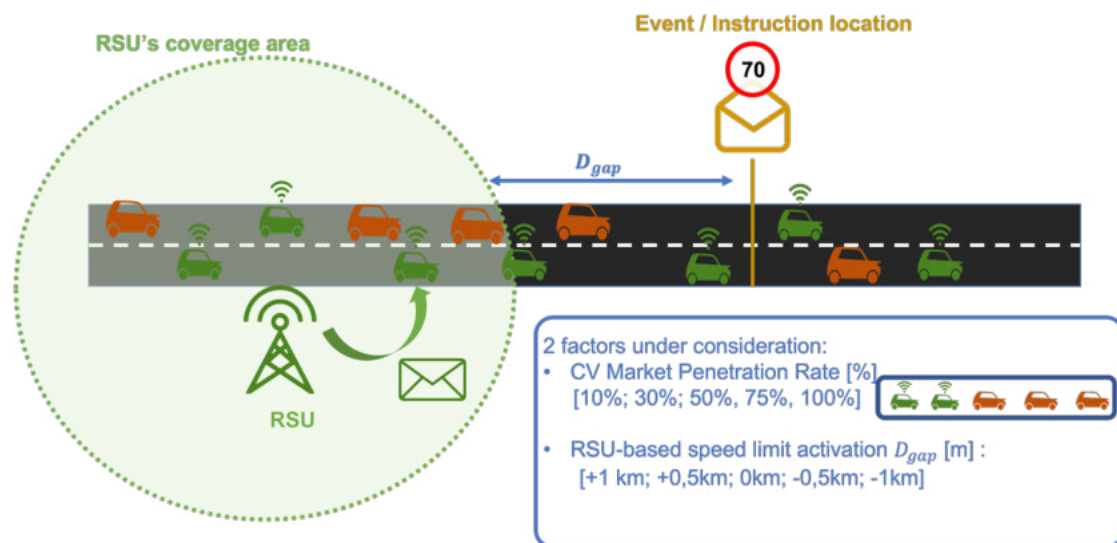 Event / Instruction location
RSU's coverage area
70
D_gap
RSU
2 factors under consideration:
• CV Market Penetration Rate [%]
[10%; 30%; 50%, 75%, 100%]
• RSU-based speed limit activation D_gap [m] :
[+1 km; +0,5km; 0km; -0,5km; -1km]